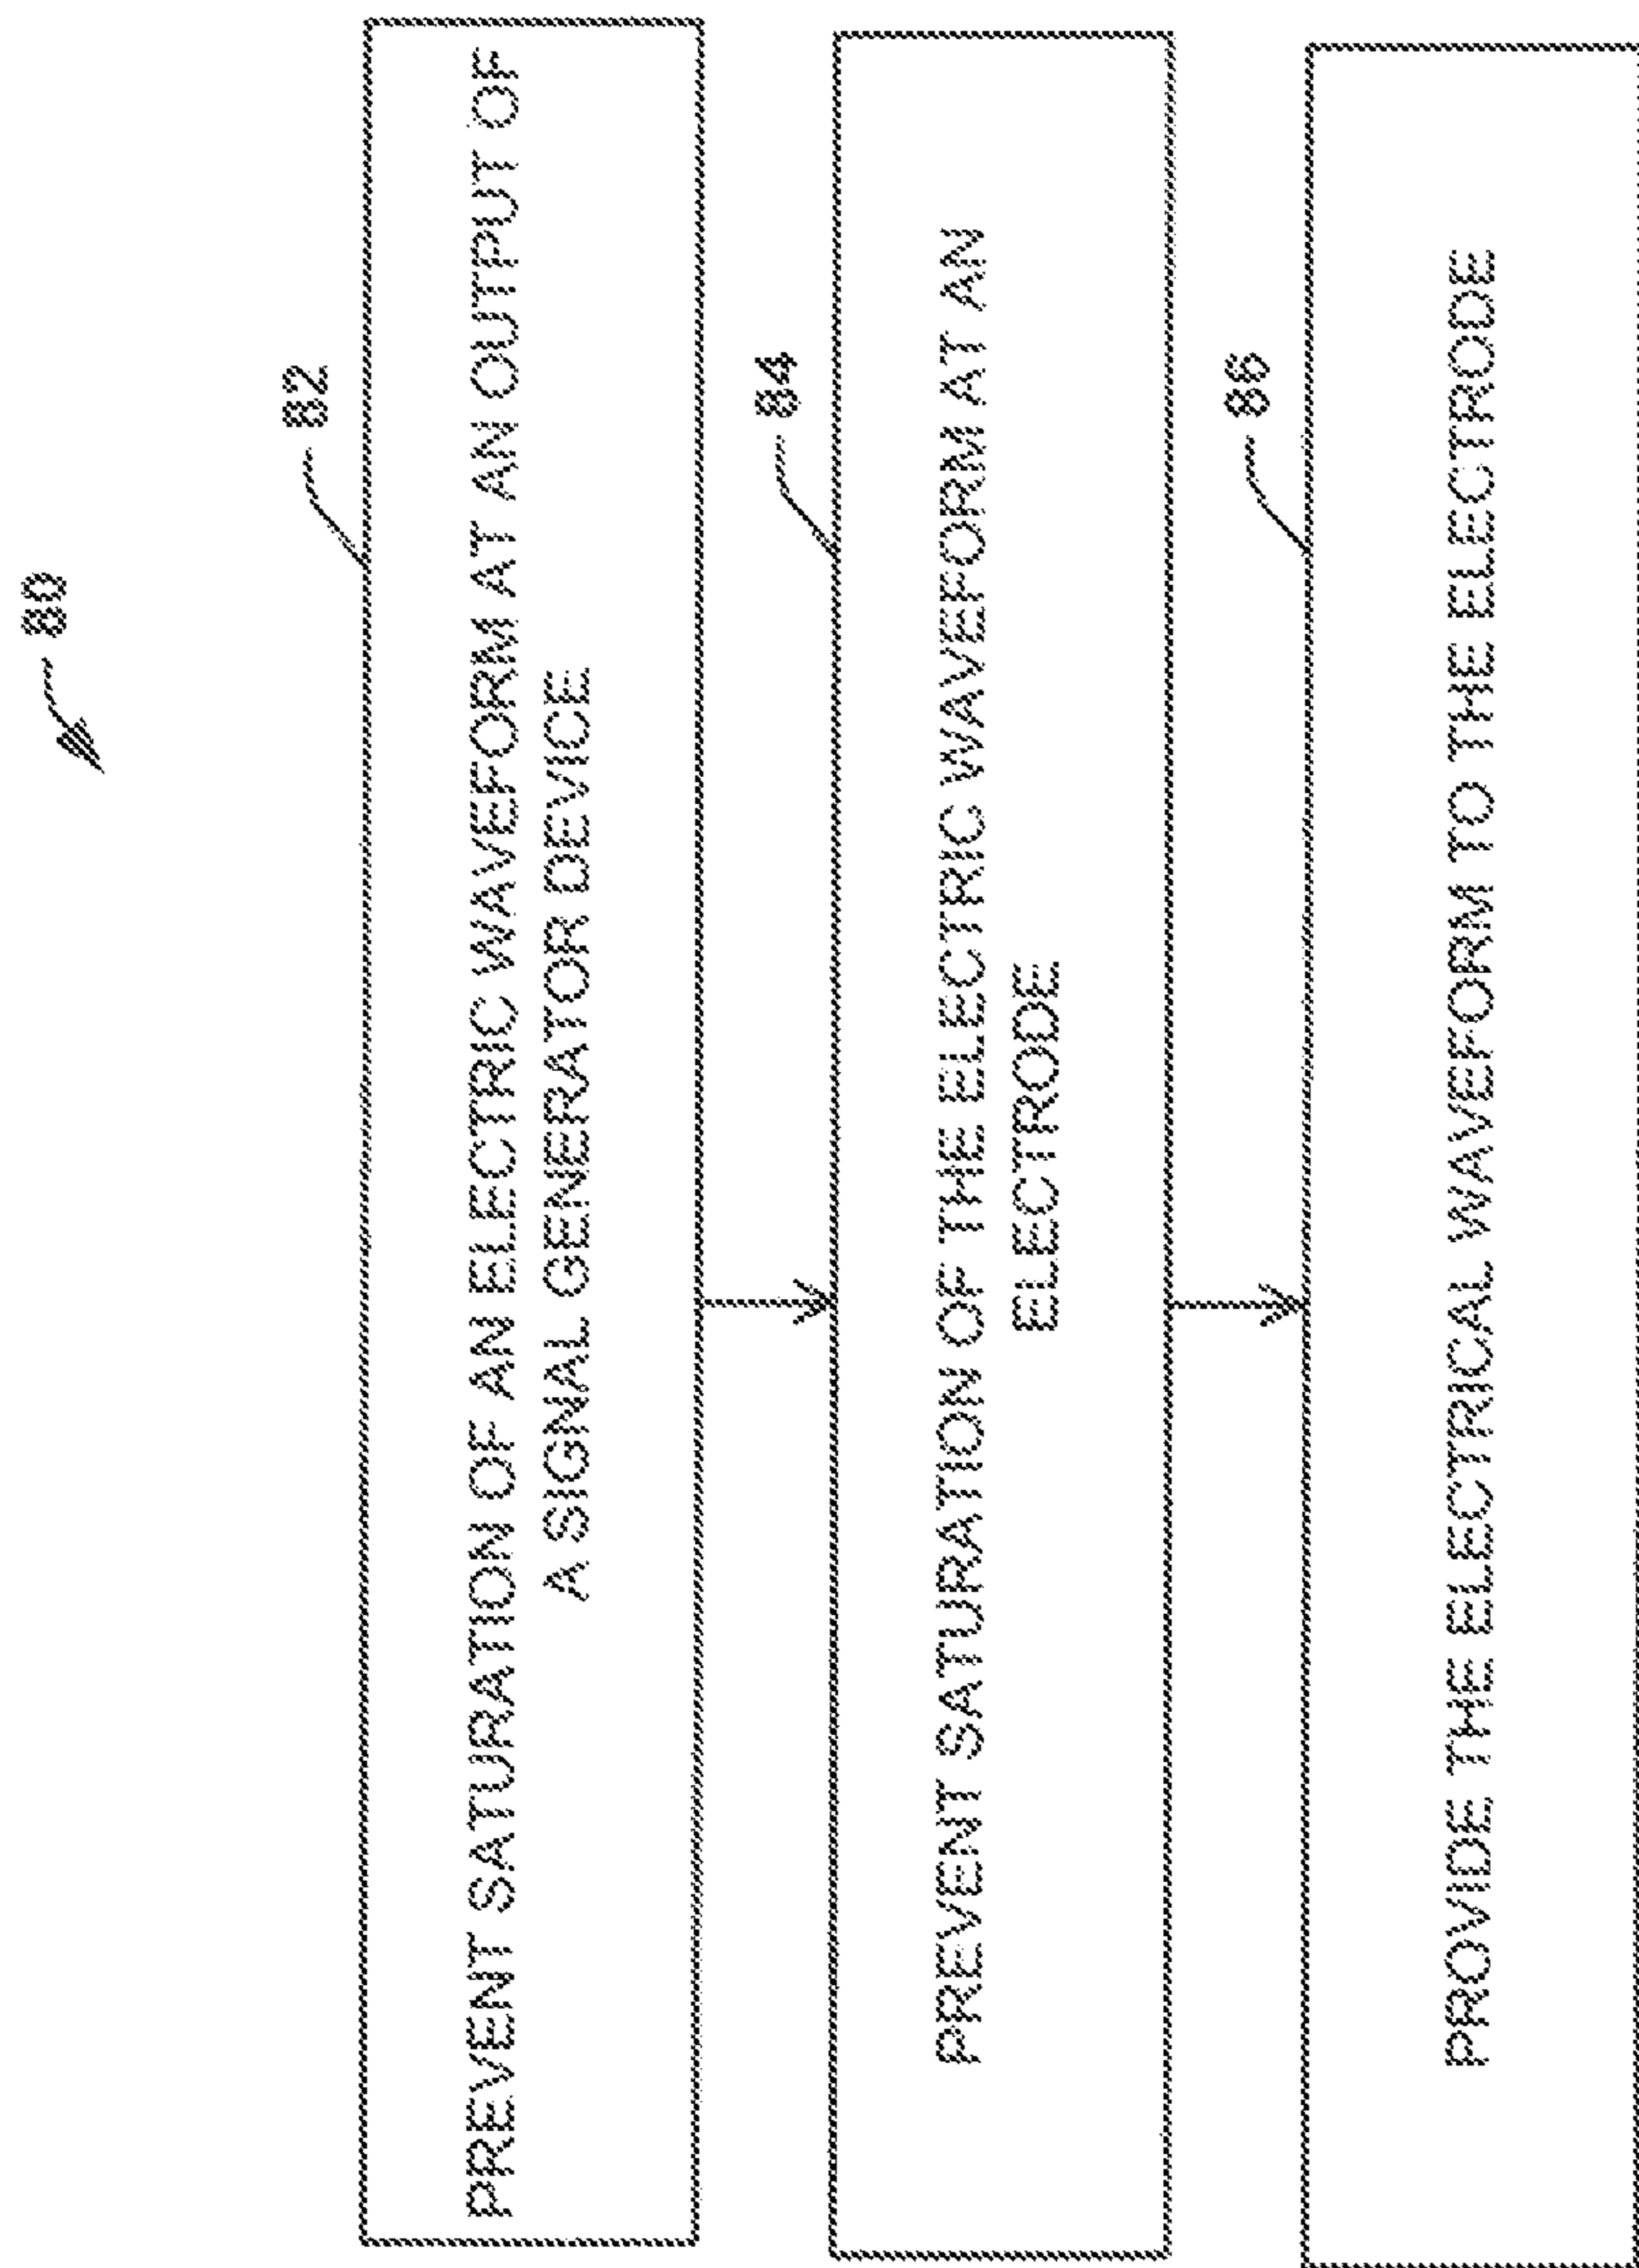 80
82
PREVENT SATURATION OF AN ELECTRIC WAVEFORM AT AN OUTPUT OF
A SIGNAL GENERATOR DEVICE
84
PREVENT SATURATION OF THE ELECTRIC WAVEFORM AT AN
ELECTRODE
86
PROVIDE THE ELECTRICAL WAVEFORM TO THE ELECTRODE